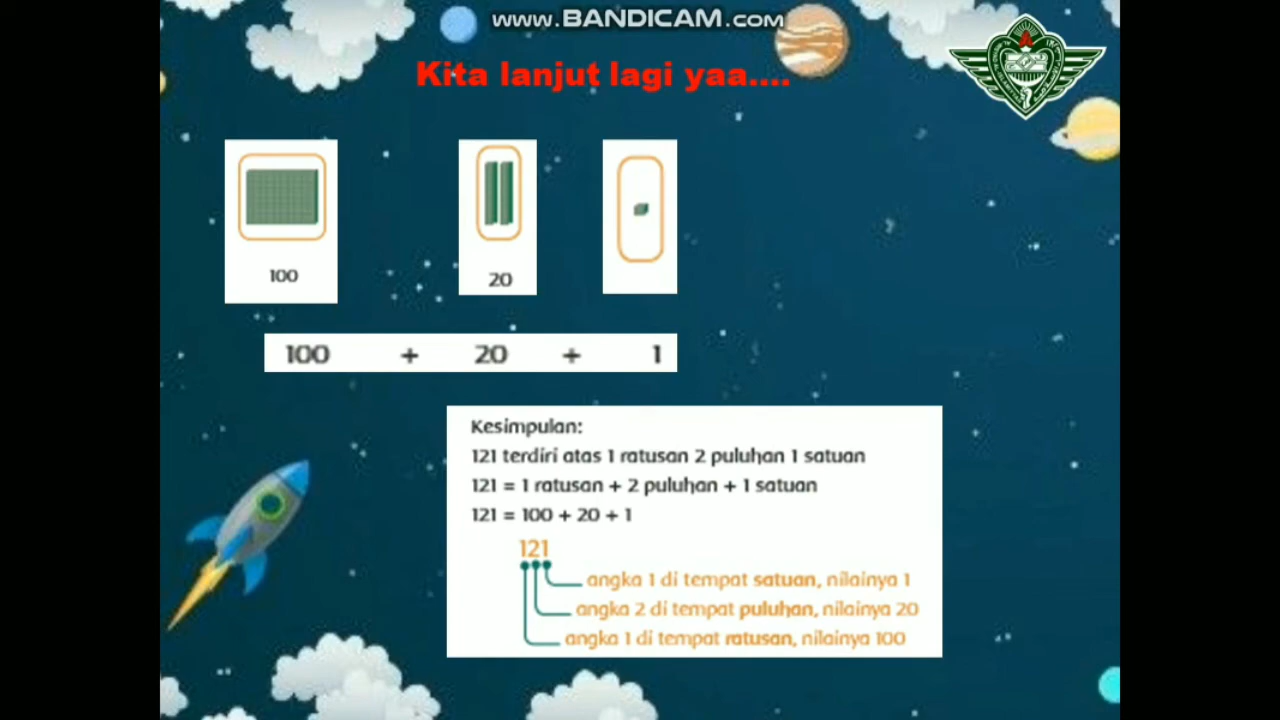 www.BANDICAM.com
Kita lanjut lagi yaa....
100
20
100 + 20 + 1
Kesimpulan:
121 terdiri atas 1 ratusan 2 puluhan 1 satuan
121 = 1 ratusan + 2 puluhan + 1 satuan
121 = 100 + 20 + 1
121
angka 1 di tempat satuan, nilainya 1
angka 2 di tempat puluhan, nilainya 20
angka 1 di tempat ratusan, nilainya 100